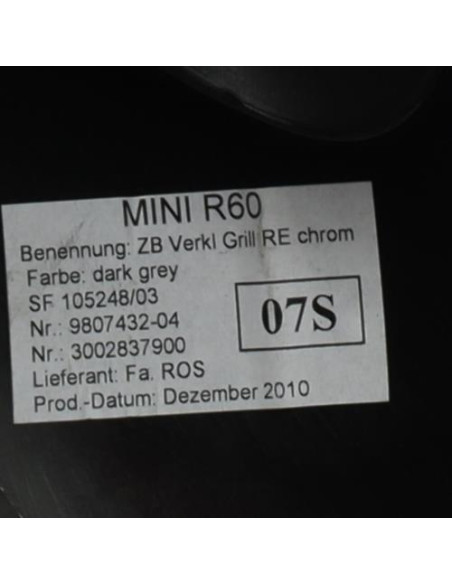 MINI R60
Benennung: ZB Verkl Grill RE chrom
Farbe: dark grey
SF 105248/03
Nr.: 9807432-04
Nr.: 3002837900
Lieferant: Fa. ROS
Prod.-Datum: Dezember 2010
07S